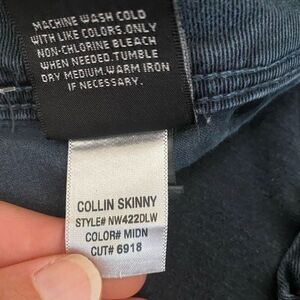 MACHINE WASH COLD
WITH LIKE COLORS.ONLY
NON-CHLORINE BLEACH
WHEN NEEDED.TUMBLE
DRY MEDIUM.WARM IRON
IF NECESSARY.
COLLIN SKINNY
STYLE# NW422DLW
COLOR# MIDN
CUT# 6918